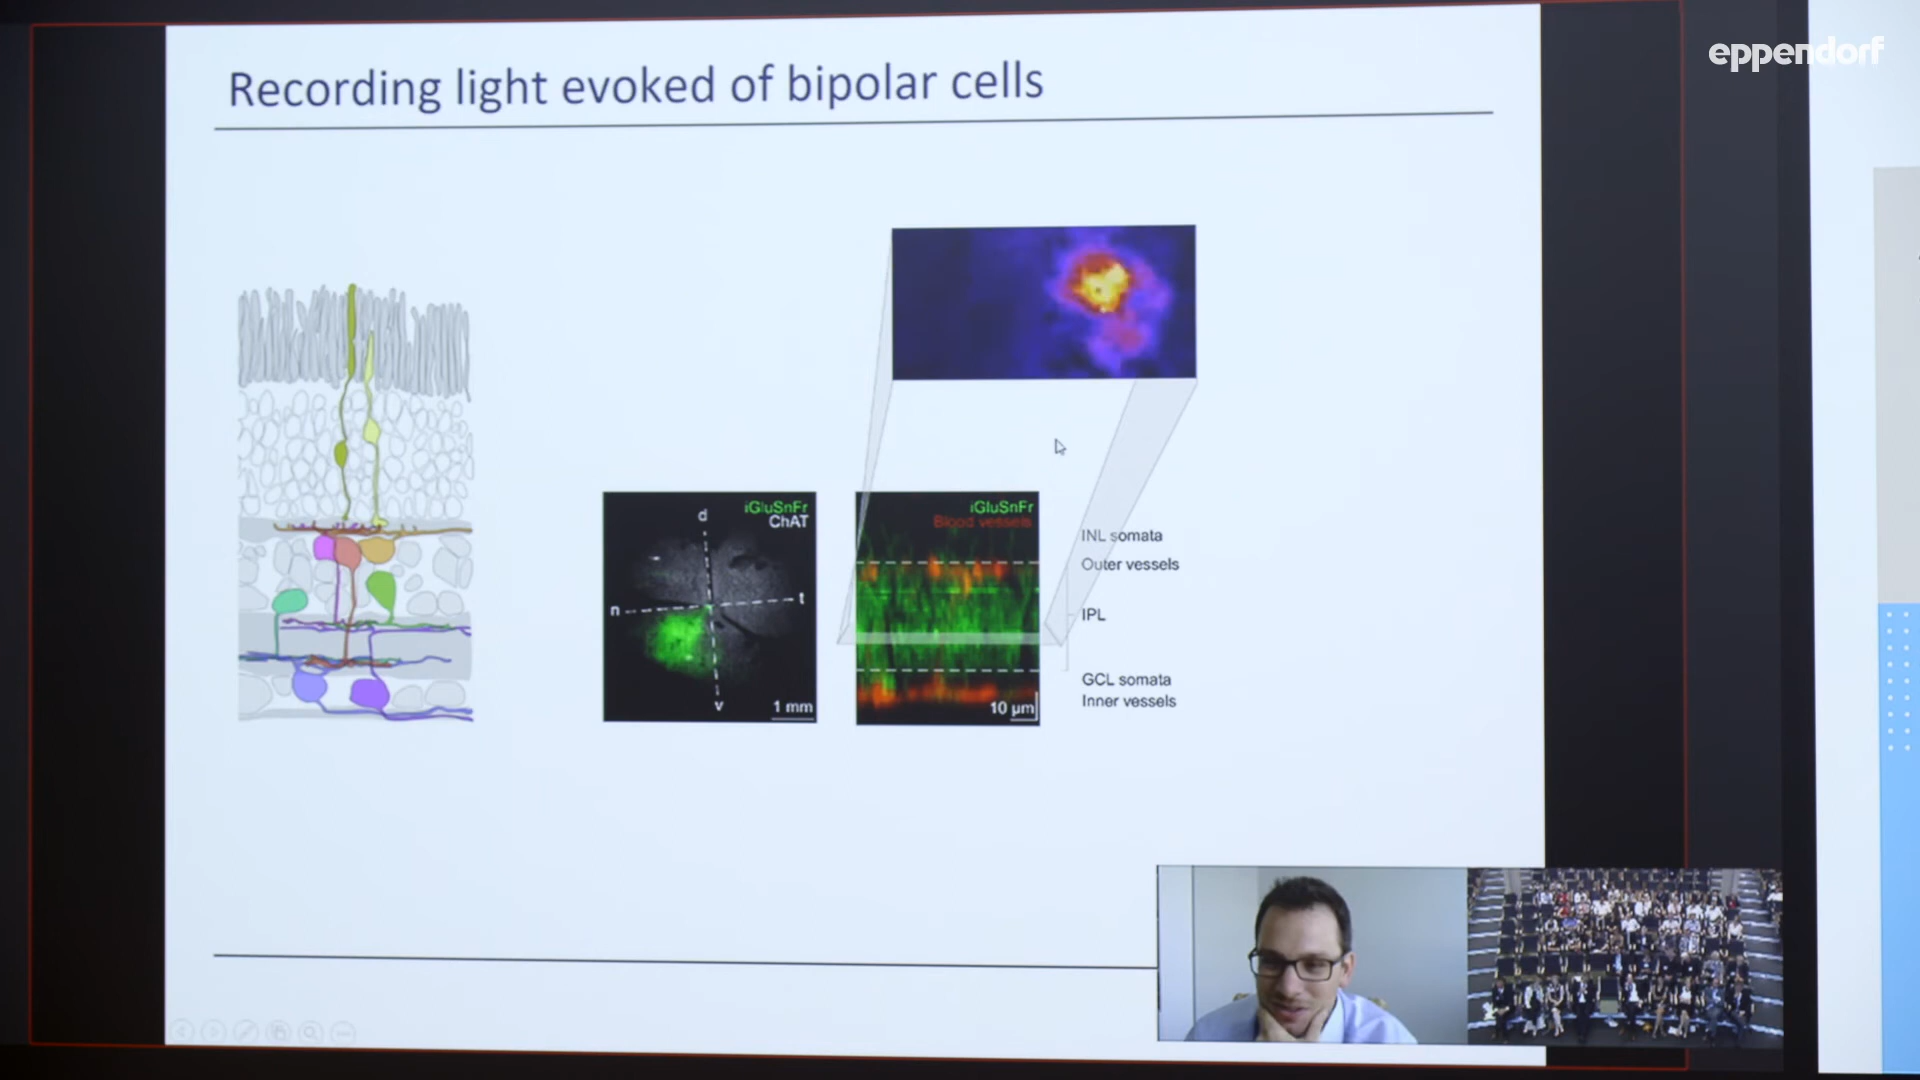 eppendorf
Recording light evoked of bipolar cells
iGluSnFr
ChAT
d
n
t
v
1 mm
iGluSnFr
Blood vessels
10 µm
INL somata
Outer vessels
IPL
GCL somata
Inner vessels